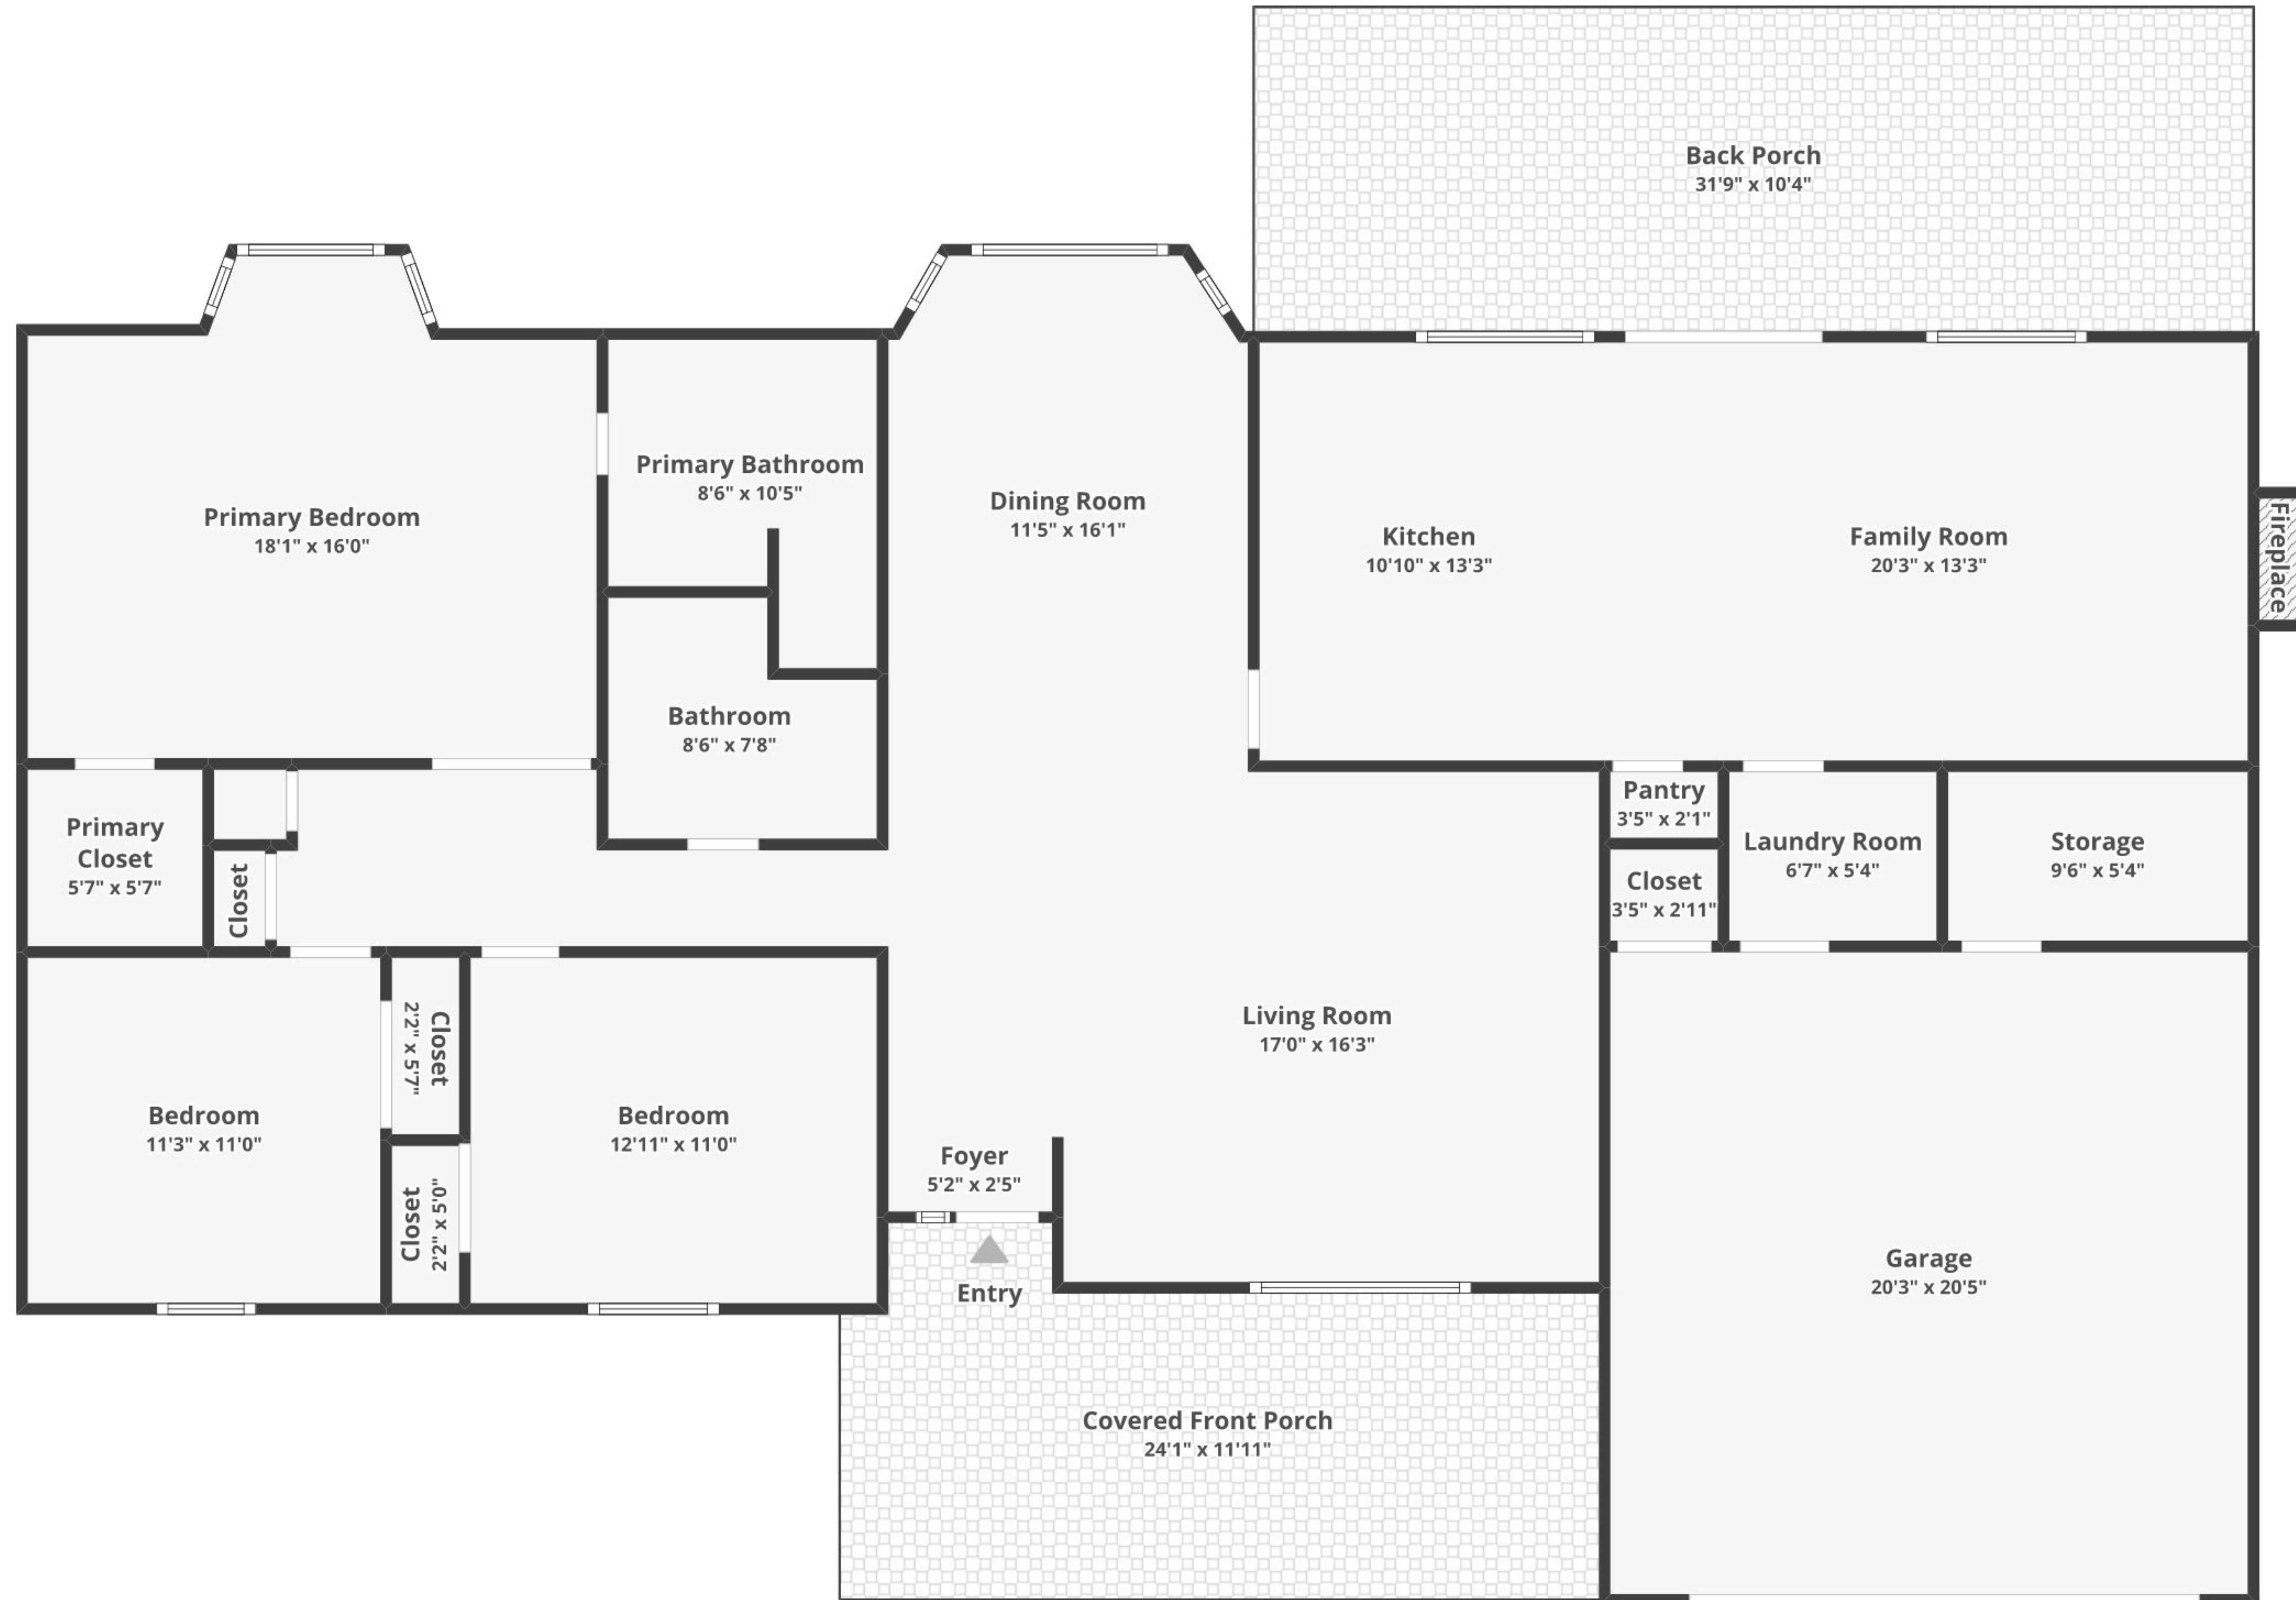 Back Porch
31'9" x 10'4"
Primary Bedroom
18'1" x 16'0"
Primary Bathroom
8'6" x 10'5"
Dining Room
11'5" x 16'1"
Kitchen
10'10" x 13'3"
Family Room
20'3" x 13'3"
Fireplace
Bathroom
8'6" x 7'8"
Primary
Closet
5'7" x 5'7"
Closet
Pantry
3'5" x 2'1"
Closet
3'5" x 2'11"
Laundry Room
6'7" x 5'4"
Storage
9'6" x 5'4"
Bedroom
11'3" x 11'0"
Closet
2'2" x 5'7"
Closet
2'2" x 5'0"
Bedroom
12'11" x 11'0"
Living Room
17'0" x 16'3"
Foyer
5'2" x 2'5"
Entry
Garage
20'3" x 20'5"
Covered Front Porch
24'1" x 11'11"